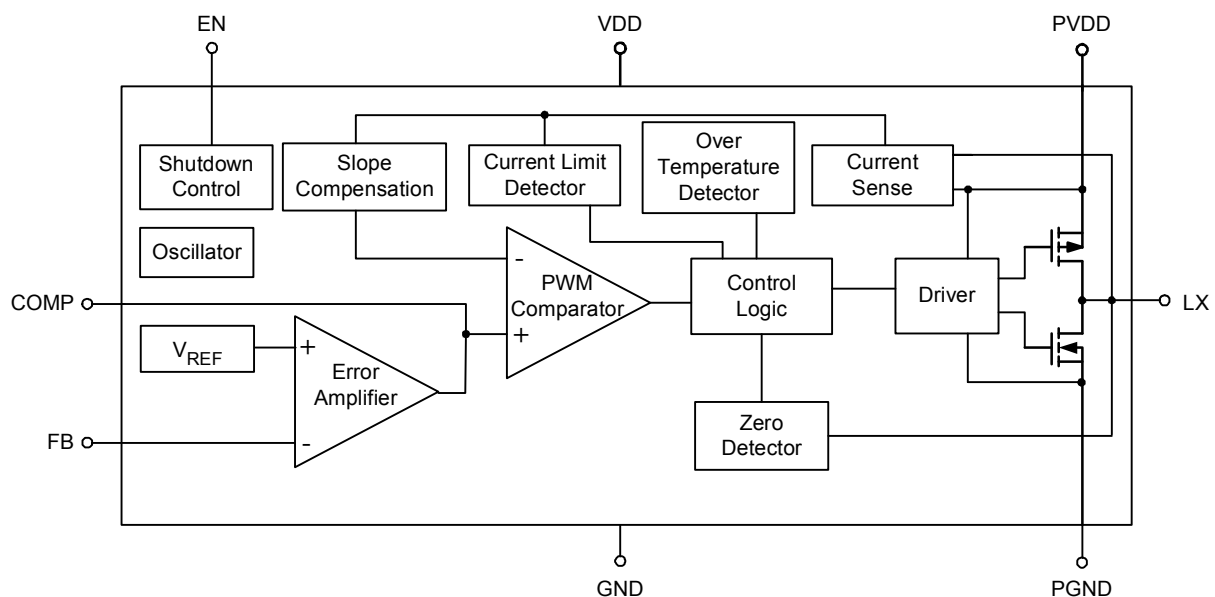 EN
VDD
PVDD
Shutdown
Control
Slope
Compensation
Current Limit
Detector
Over
Temperature
Detector
Current
Sense
Oscillator
-
PWM
Comparator
+
Control
Logic
Driver
COMP
LX
VREF
+
Error
Amplifier
-
FB
Zero
Detector
GND
PGND